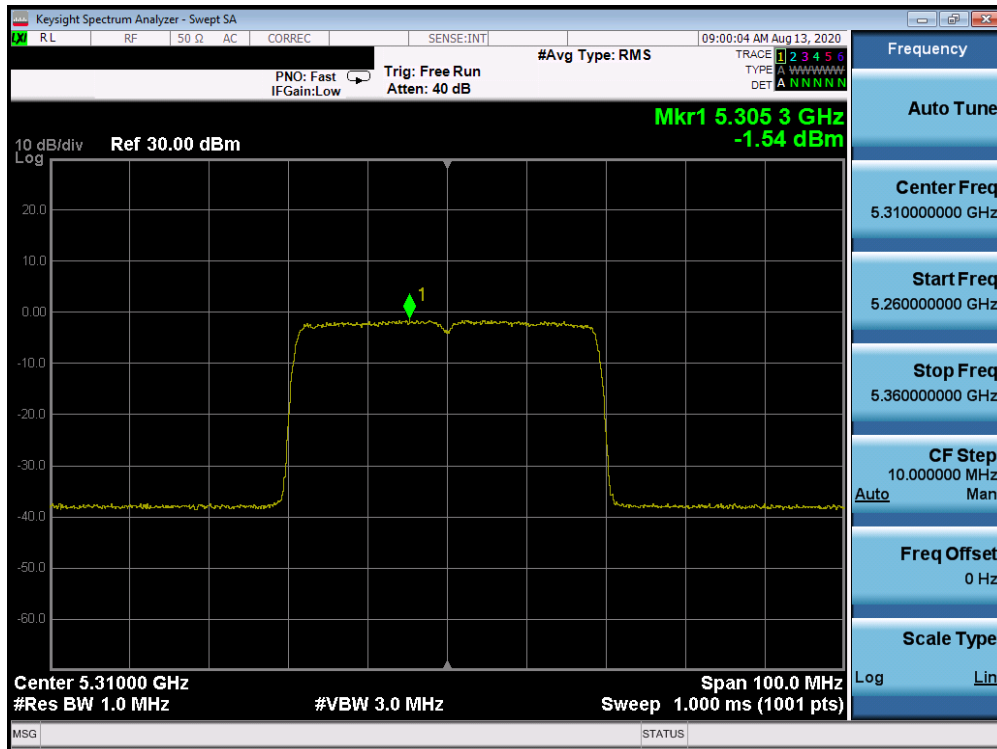 Keysight Spectrum Analyzer - Swept SA
LXI RL RF 50 Ω AC CORREC SENSE:INT 09:00:04 AM Aug 13, 2020
PNO: Fast
IFGain:Low
Trig: Free Run
Atten: 40 dB
#Avg Type: RMS
TRACE 1 2 3 4 5 6
TYPE A WWWWW
DET A N N N N N
Mkr1 5.305 3 GHz
-1.54 dBm
10 dB/div Ref 30.00 dBm
Log
20.0
10.0
0.00
-10.0
-20.0
-30.0
-40.0
-50.0
-60.0
1
Center 5.31000 GHz Span 100.0 MHz
#Res BW 1.0 MHz #VBW 3.0 MHz Sweep 1.000 ms (1001 pts)
MSG STATUS
Frequency
Auto Tune
Center Freq
5.310000000 GHz
Start Freq
5.260000000 GHz
Stop Freq
5.360000000 GHz
CF Step
10.000000 MHz
Auto Man
Freq Offset
0 Hz
Scale Type
Log Lin